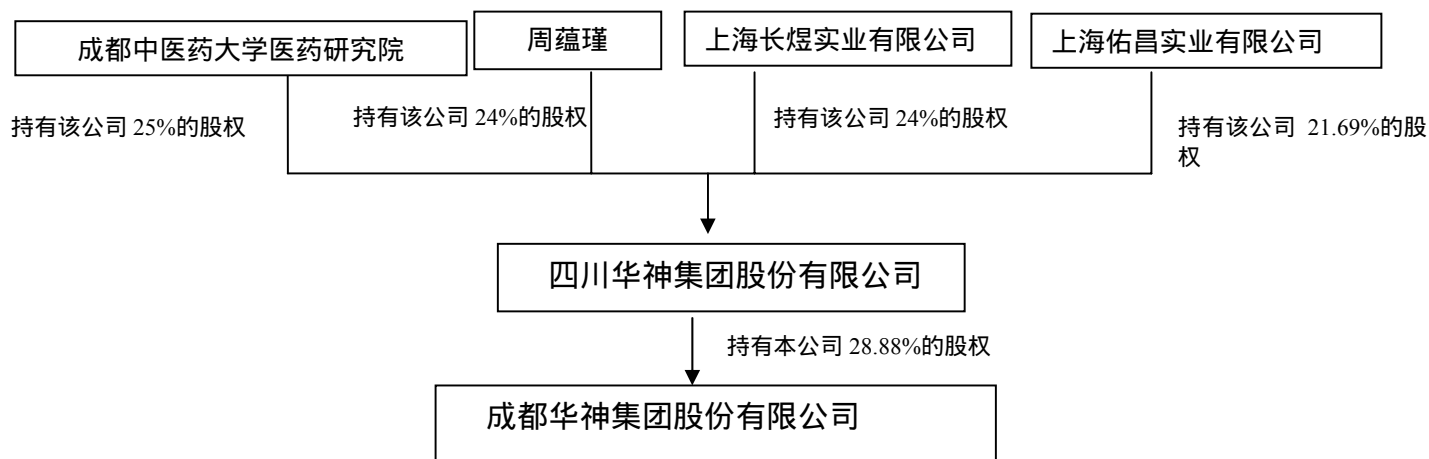 成都中医药大学医药研究院
周蕴瑾
上海长煜实业有限公司
上海佑昌实业有限公司
持有该公司 25%的股权
持有该公司 24%的股权
持有该公司 24%的股权
持有该公司 21.69%的股
权
四川华神集团股份有限公司
持有本公司 28.88%的股权
成都华神集团股份有限公司